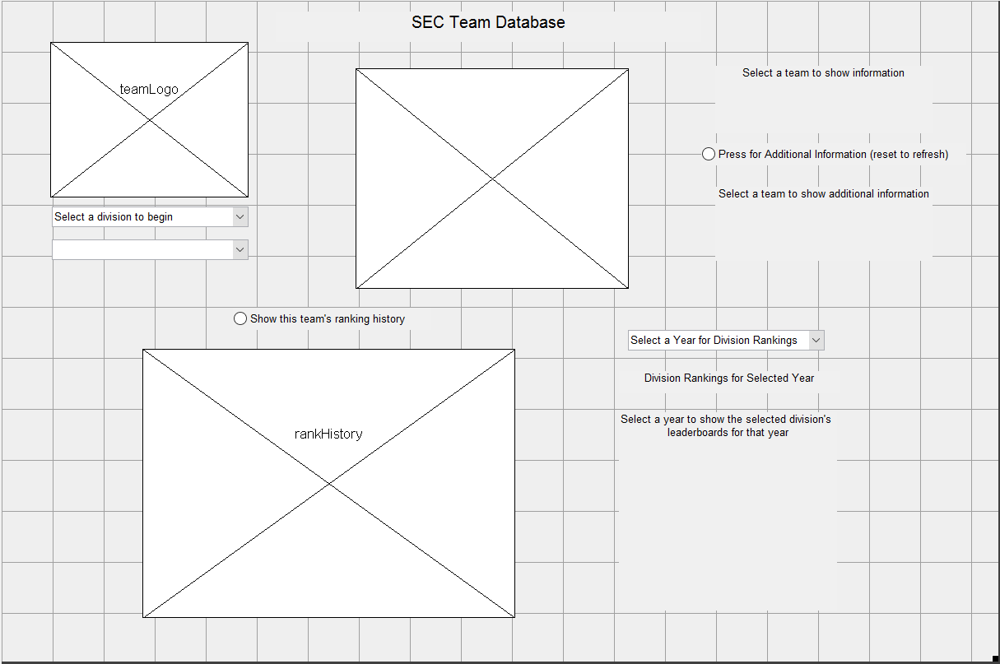 SEC Team Database
teamLogo
Select a team to show information
Press for Additional Information (reset to refresh)
Select a team to show additional information
Select a division to begin
Show this team's ranking history
Select a Year for Division Rankings
Division Rankings for Selected Year
rankHistory
Select a year to show the selected division's
leaderboards for that year